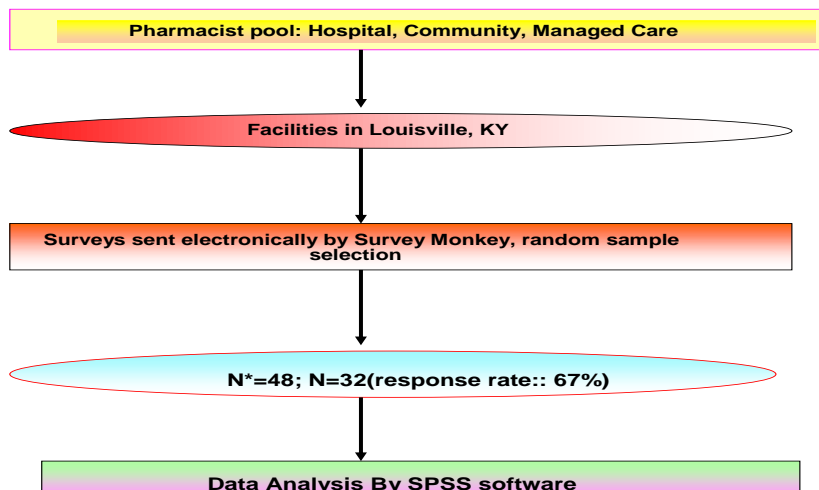 Pharmacist pool: Hospital, Community, Managed Care
Facilities in Louisville, KY
Surveys sent electronically by Survey Monkey, random sample
selection
N*=48; N=32(response rate:: 67%)
Data Analysis By SPSS software